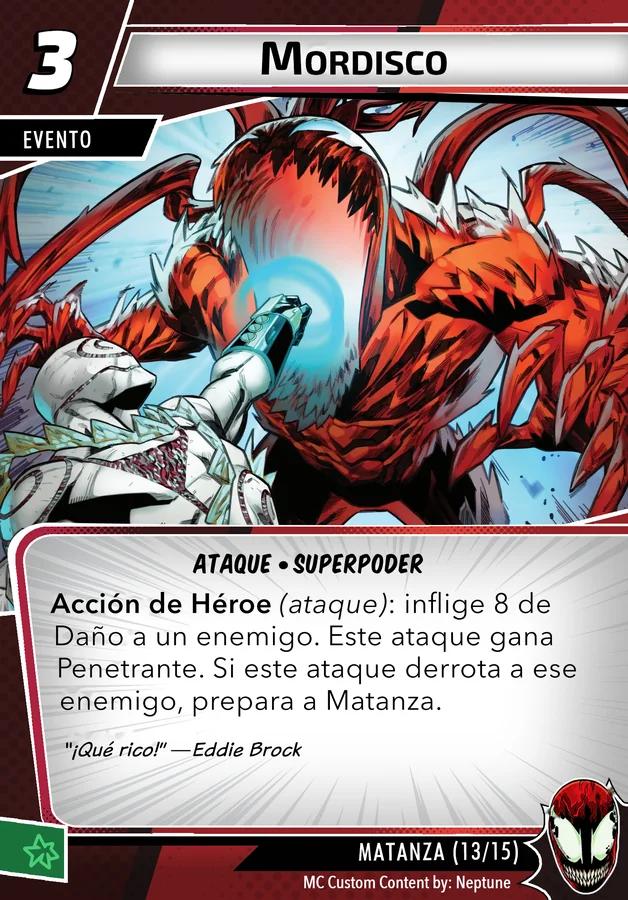 3
Mordisco
EVENTO
ATAQUE • SUPERPODER
Acción de Héroe (ataque): inflige 8 de
Daño a un enemigo. Este ataque gana
Penetrante. Si este ataque derrota a ese
enemigo, prepara a Matanza.
"¡Qué rico!" —Eddie Brock
MATANZA (13/15)
MC Custom Content by: Neptune